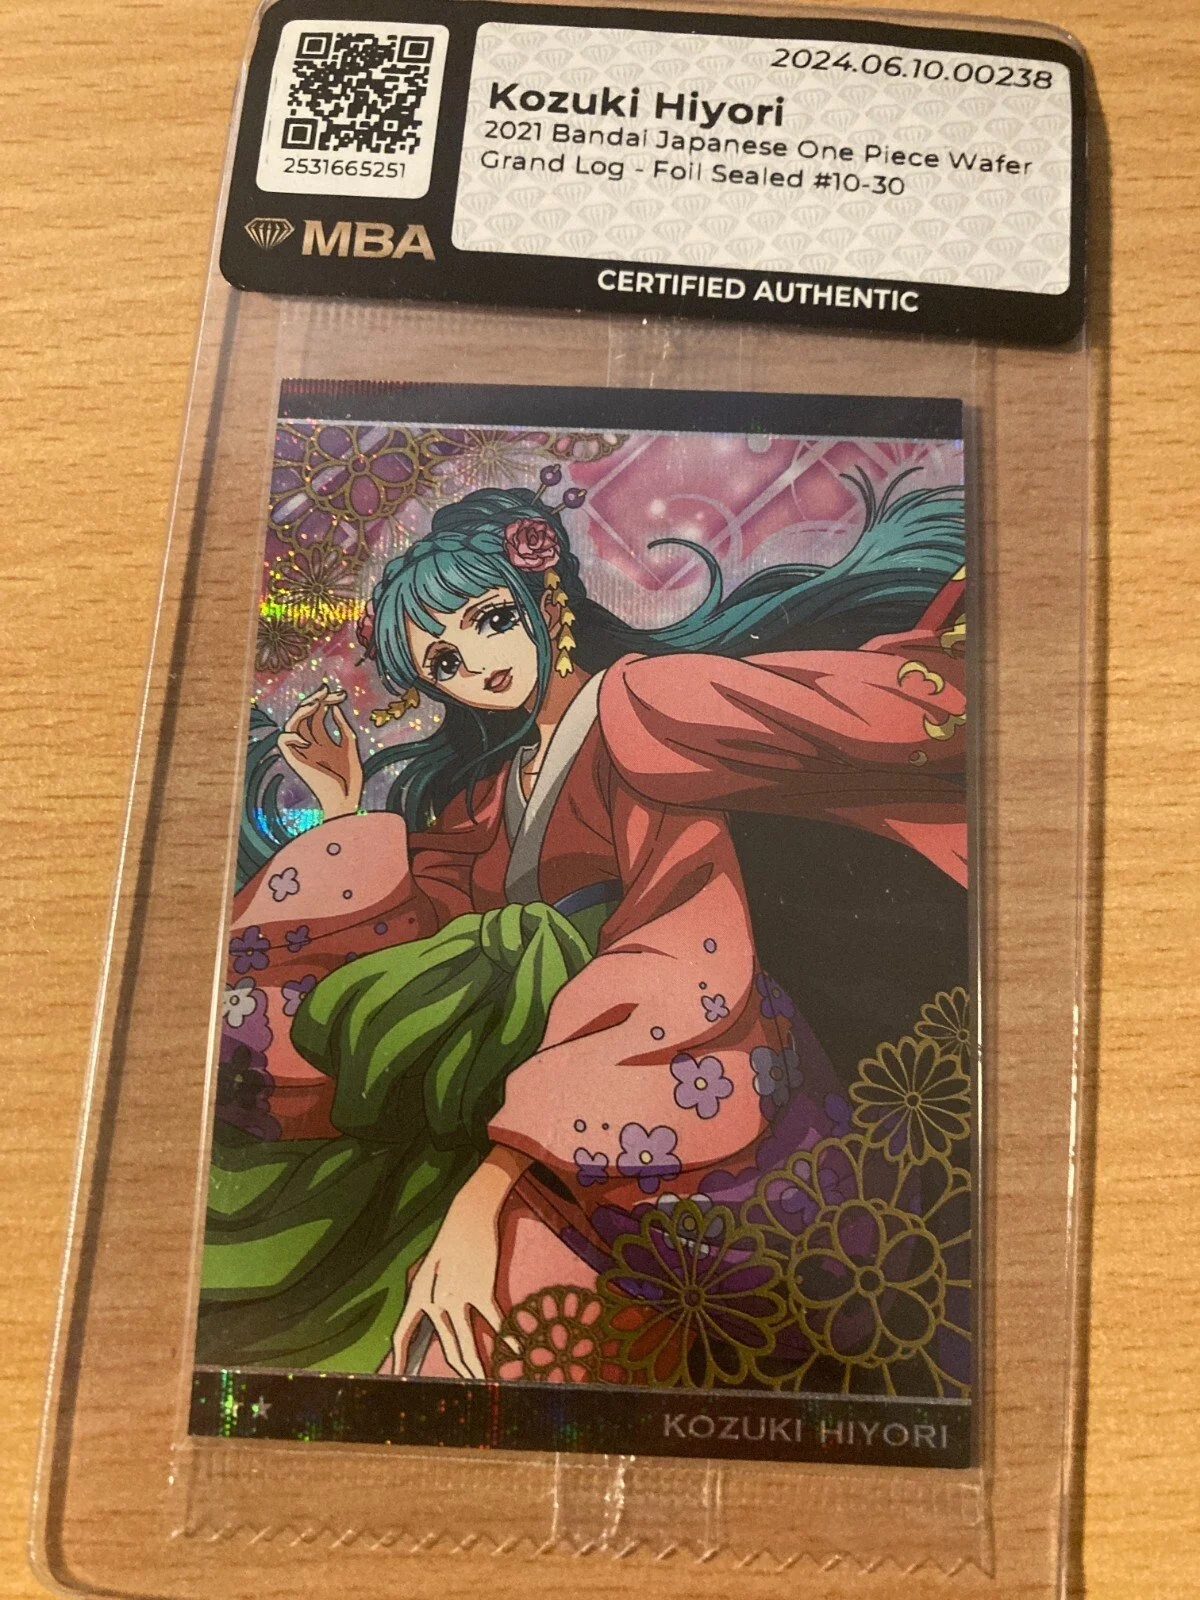 2024.06.10.00238
Kozuki Hiyori
2021 Bandai Japanese One Piece Wafer
Grand Log - Foil Sealed #10-30
2531665251
MBA
CERTIFIED AUTHENTIC
KOZUKI HIYORI